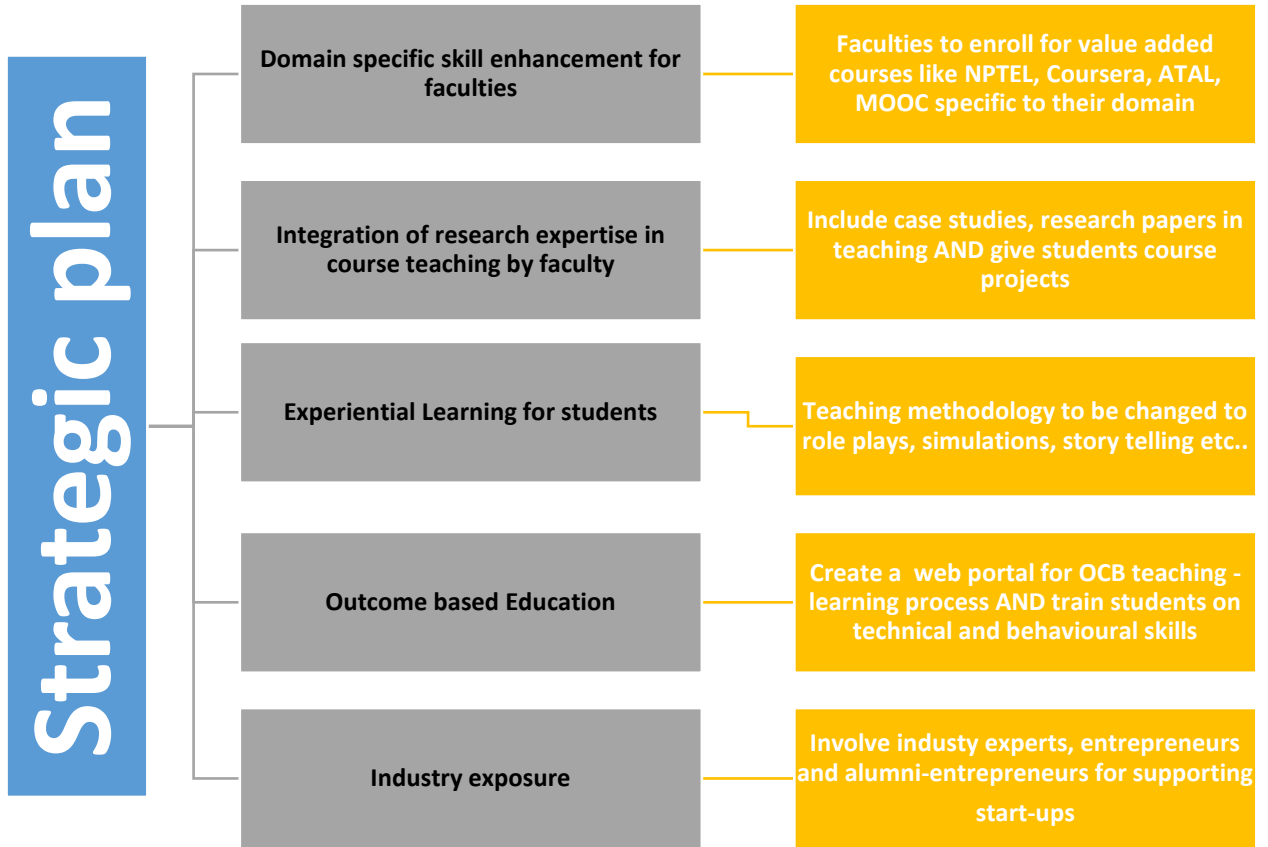 Strategic plan
Domain specific skill enhancement for
faculties
Faculties to enroll for value added
courses like NPTEL, Coursera, ATAL,
MOOC specific to their domain
Integration of research expertise in
course teaching by faculty
Include case studies, research papers in
teaching AND give students course
projects
Experiential Learning for students
Teaching methodology to be changed to
role plays, simulations, story telling etc..
Outcome based Education
Create a  web portal for OCB teaching -
learning process AND train students on
technical and behavioural skills
Industry exposure
Involve industy experts, entrepreneurs
and alumni-entrepreneurs for supporting
start-ups